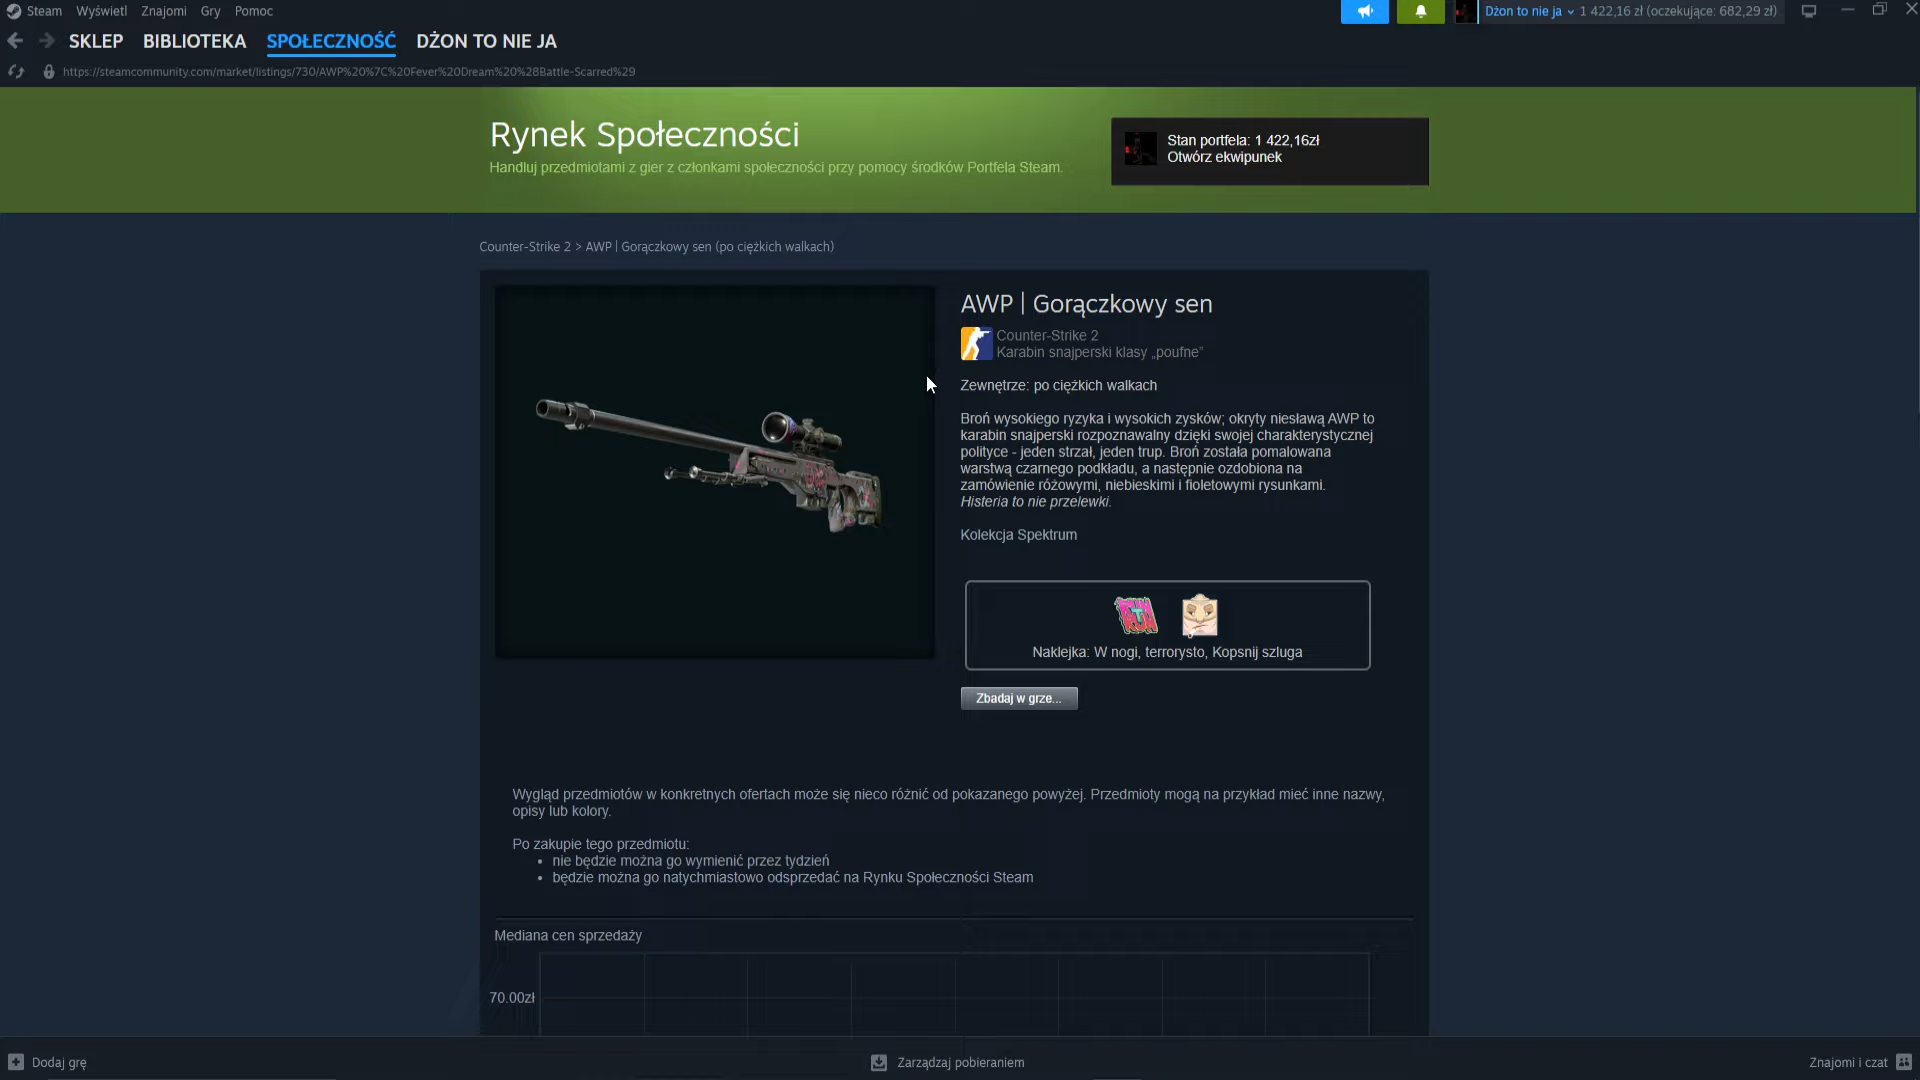 Steam Wyświetl Znajomi Gry Pomoc
Dżon to nie ja 1 422,16 zł (oczekujące: 682,29 zł)
SKLEP BIBLIOTEKA SPOŁECZNOŚĆ DŻON TO NIE JA
https://steamcommunity.com/market/listings/730/AWP%20%7C%20Fever%20Dream%20%28Battle-Scarred%29
Rynek Społeczności
Handluj przedmiotami z gier z członkami społeczności przy pomocy środków Portfela Steam.
Stan portfela: 1 422,16zł
Otwórz ekwipunek
Counter-Strike 2 > AWP | Gorączkowy sen (po ciężkich walkach)
AWP | Gorączkowy sen
Counter-Strike 2
Karabin snajperski klasy „poufne”
Zewnętrze: po ciężkich walkach
Broń wysokiego ryzyka i wysokich zysków; okryty niesławą AWP to
karabin snajperski rozpoznawalny dzięki swojej charakterystycznej
polityce - jeden strzał, jeden trup. Broń została pomalowana
warstwą czarnego podkładu, a następnie ozdobiona na
zamówienie różowymi, niebieskimi i fioletowymi rysunkami.
Histeria to nie przelewki.
Kolekcja Spektrum
Naklejka: W nogi, terrorysto, Kopsnij szluga
Zbadaj w grze...
Wygląd przedmiotów w konkretnych ofertach może się nieco różnić od pokazanego powyżej. Przedmioty mogą na przykład mieć inne nazwy,
opisy lub kolory.
Po zakupie tego przedmiotu:
• nie będzie można go wymienić przez tydzień
• będzie można go natychmiastowo odsprzedać na Rynku Społeczności Steam
Mediana cen sprzedaży
70.00zł
Dodaj grę
Zarządzaj pobieraniem
Znajomi i czat